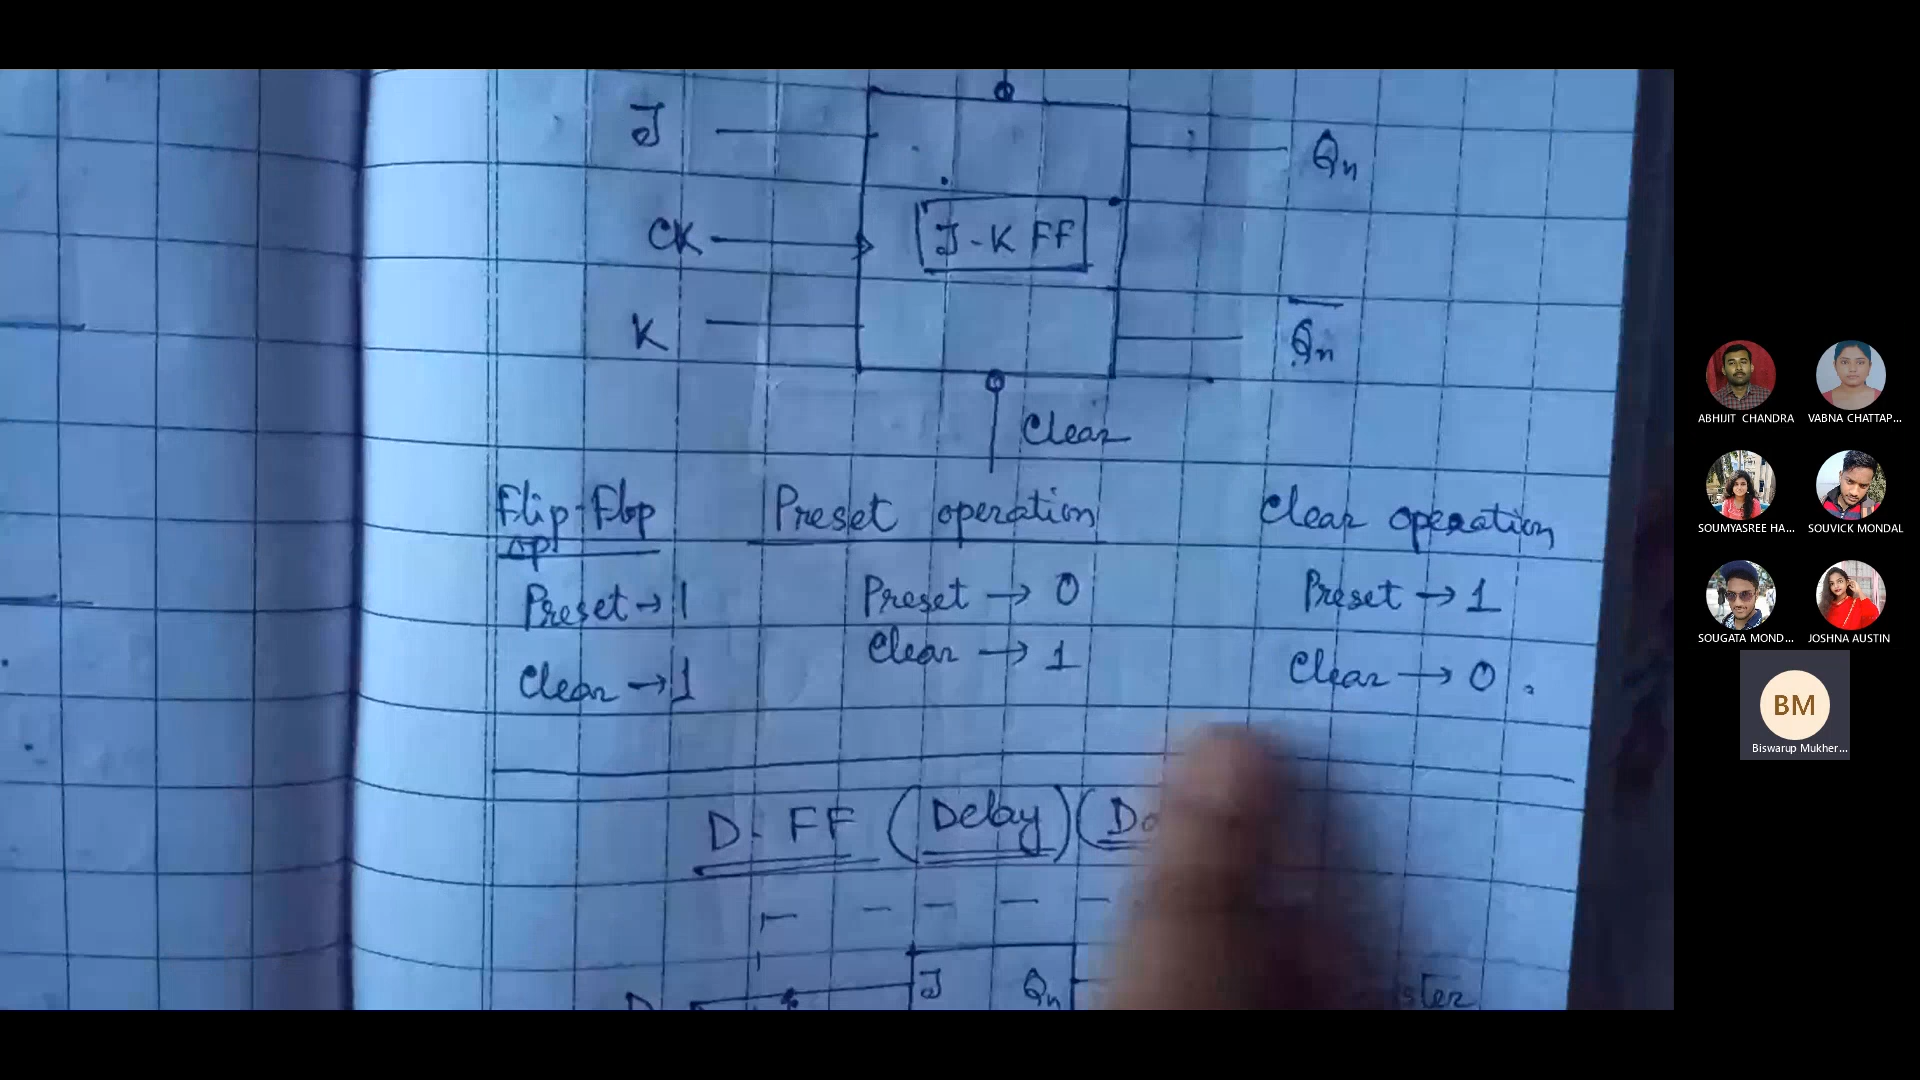 J
Qn
CK
J-K FF
K
Qn
Clear
Flip-Flop Preset operation Clear operation
op
Preset → 1 Preset → 0 Preset → 1
Clear → 1 Clear → 1 Clear → 0.
D-FF (Delay) (
J Qn
D
ABHIJIT CHANDRA VABNA CHATTAP...
SOUMYASREE HA... SOUVICK MONDAL
SOUGATA MOND... JOSHNA AUSTIN
BM
Biswarup Mukher...